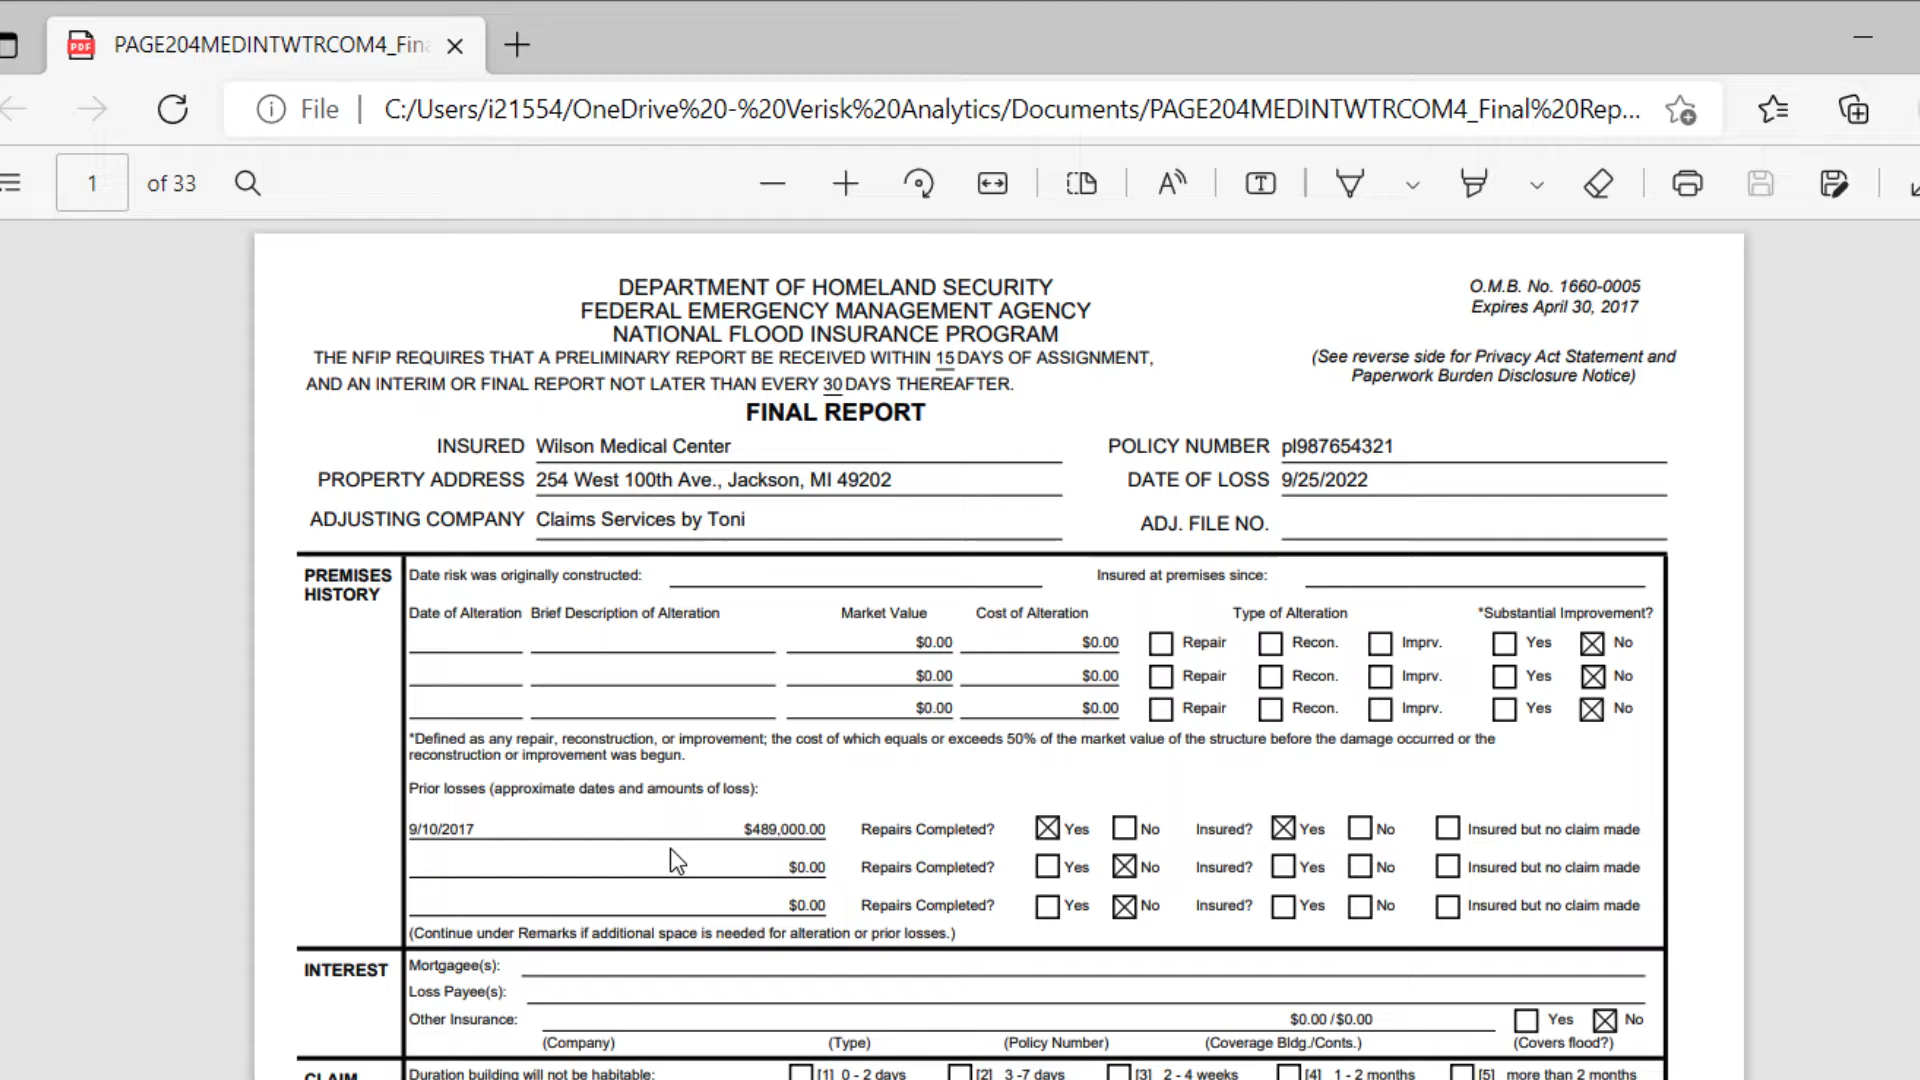 PAGE204MEDINTWTRCOM4_Fin
File C:/Users/i21554/OneDrive%20-%20Verisk%20Analytics/Documents/PAGE204MEDINTWTRCOM4_Final%20Rep...
1 of 33
DEPARTMENT OF HOMELAND SECURITY
FEDERAL EMERGENCY MANAGEMENT AGENCY
NATIONAL FLOOD INSURANCE PROGRAM
O.M.B. No. 1660-0005
Expires April 30, 2017
THE NFIP REQUIRES THAT A PRELIMINARY REPORT BE RECEIVED WITHIN 15 DAYS OF ASSIGNMENT,
AND AN INTERIM OR FINAL REPORT NOT LATER THAN EVERY 30 DAYS THEREAFTER.
(See reverse side for Privacy Act Statement and
Paperwork Burden Disclosure Notice)
FINAL REPORT
INSURED Wilson Medical Center POLICY NUMBER pl987654321
PROPERTY ADDRESS 254 West 100th Ave., Jackson, MI 49202 DATE OF LOSS 9/25/2022
ADJUSTING COMPANY Claims Services by Toni ADJ. FILE NO.
PREMISES HISTORY
Date risk was originally constructed: Insured at premises since:
Date of Alteration Brief Description of Alteration Market Value Cost of Alteration Type of Alteration *Substantial Improvement?
$0.00 $0.00 Repair Recon. Imprv. Yes No
$0.00 $0.00 Repair Recon. Imprv. Yes No
$0.00 $0.00 Repair Recon. Imprv. Yes No
*Defined as any repair, reconstruction, or improvement; the cost of which equals or exceeds 50% of the market value of the structure before the damage occurred or the
reconstruction or improvement was begun.
Prior losses (approximate dates and amounts of loss):
9/10/2017 $489,000.00 Repairs Completed? Yes No Insured? Yes No Insured but no claim made
$0.00 Repairs Completed? Yes No Insured? Yes No Insured but no claim made
$0.00 Repairs Completed? Yes No Insured? Yes No Insured but no claim made
(Continue under Remarks if additional space is needed for alteration or prior losses.)
INTEREST
Mortgagee(s):
Loss Payee(s):
Other Insurance: $0.00 / $0.00 Yes No
(Company) (Type) (Policy Number) (Coverage Bldg./Conts.) (Covers flood?)
CLAIM Duration building will not be habitable: [1] 0 - 2 days [2] 3 -7 days [3] 2 - 4 weeks [4] 1 - 2 months [5] more than 2 months